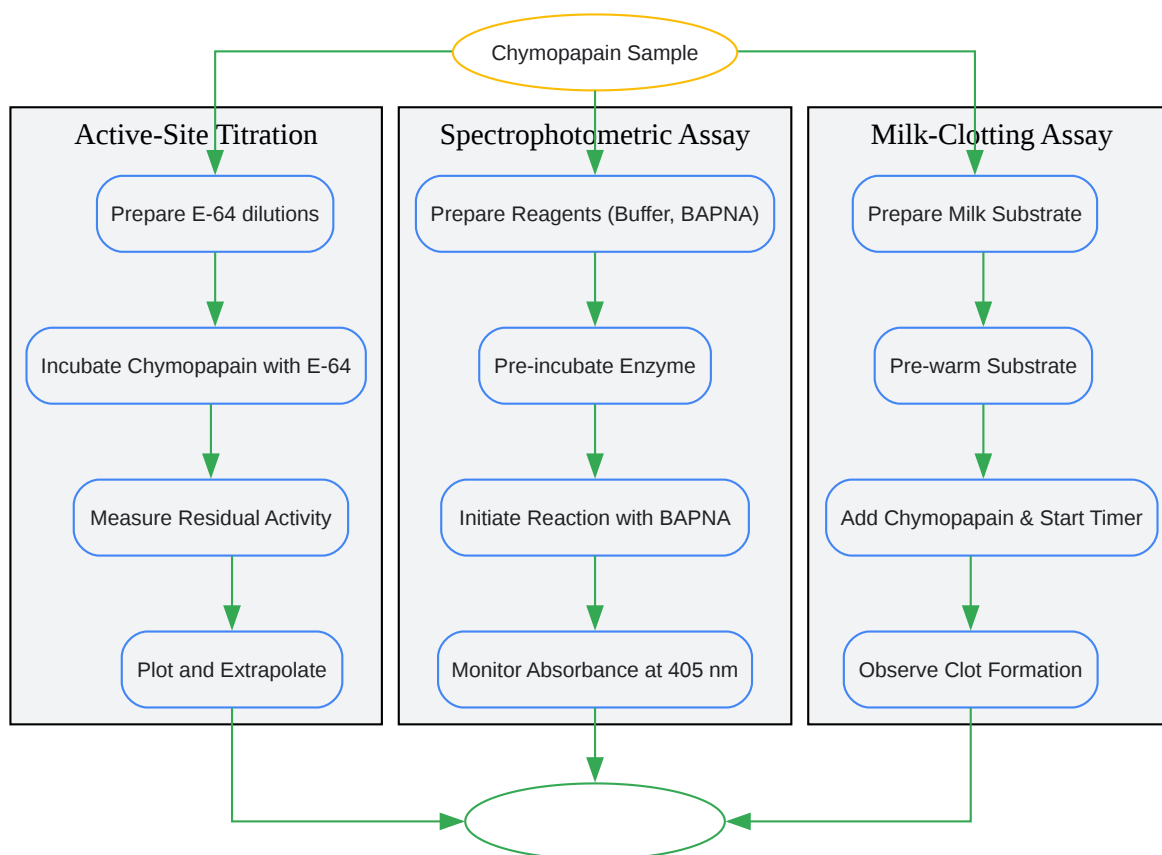 Chymopapain Sample
Active-Site Titration
Prepare E-64 dilutions
Incubate Chymopapain with E-64
Measure Residual Activity
Plot and Extrapolate
Spectrophotometric Assay
Prepare Reagents (Buffer, BAPNA)
Pre-incubate Enzyme
Initiate Reaction with BAPNA
Monitor Absorbance at 405 nm
Milk-Clotting Assay
Prepare Milk Substrate
Pre-warm Substrate
Add Chymopapain & Start Timer
Observe Clot Formation